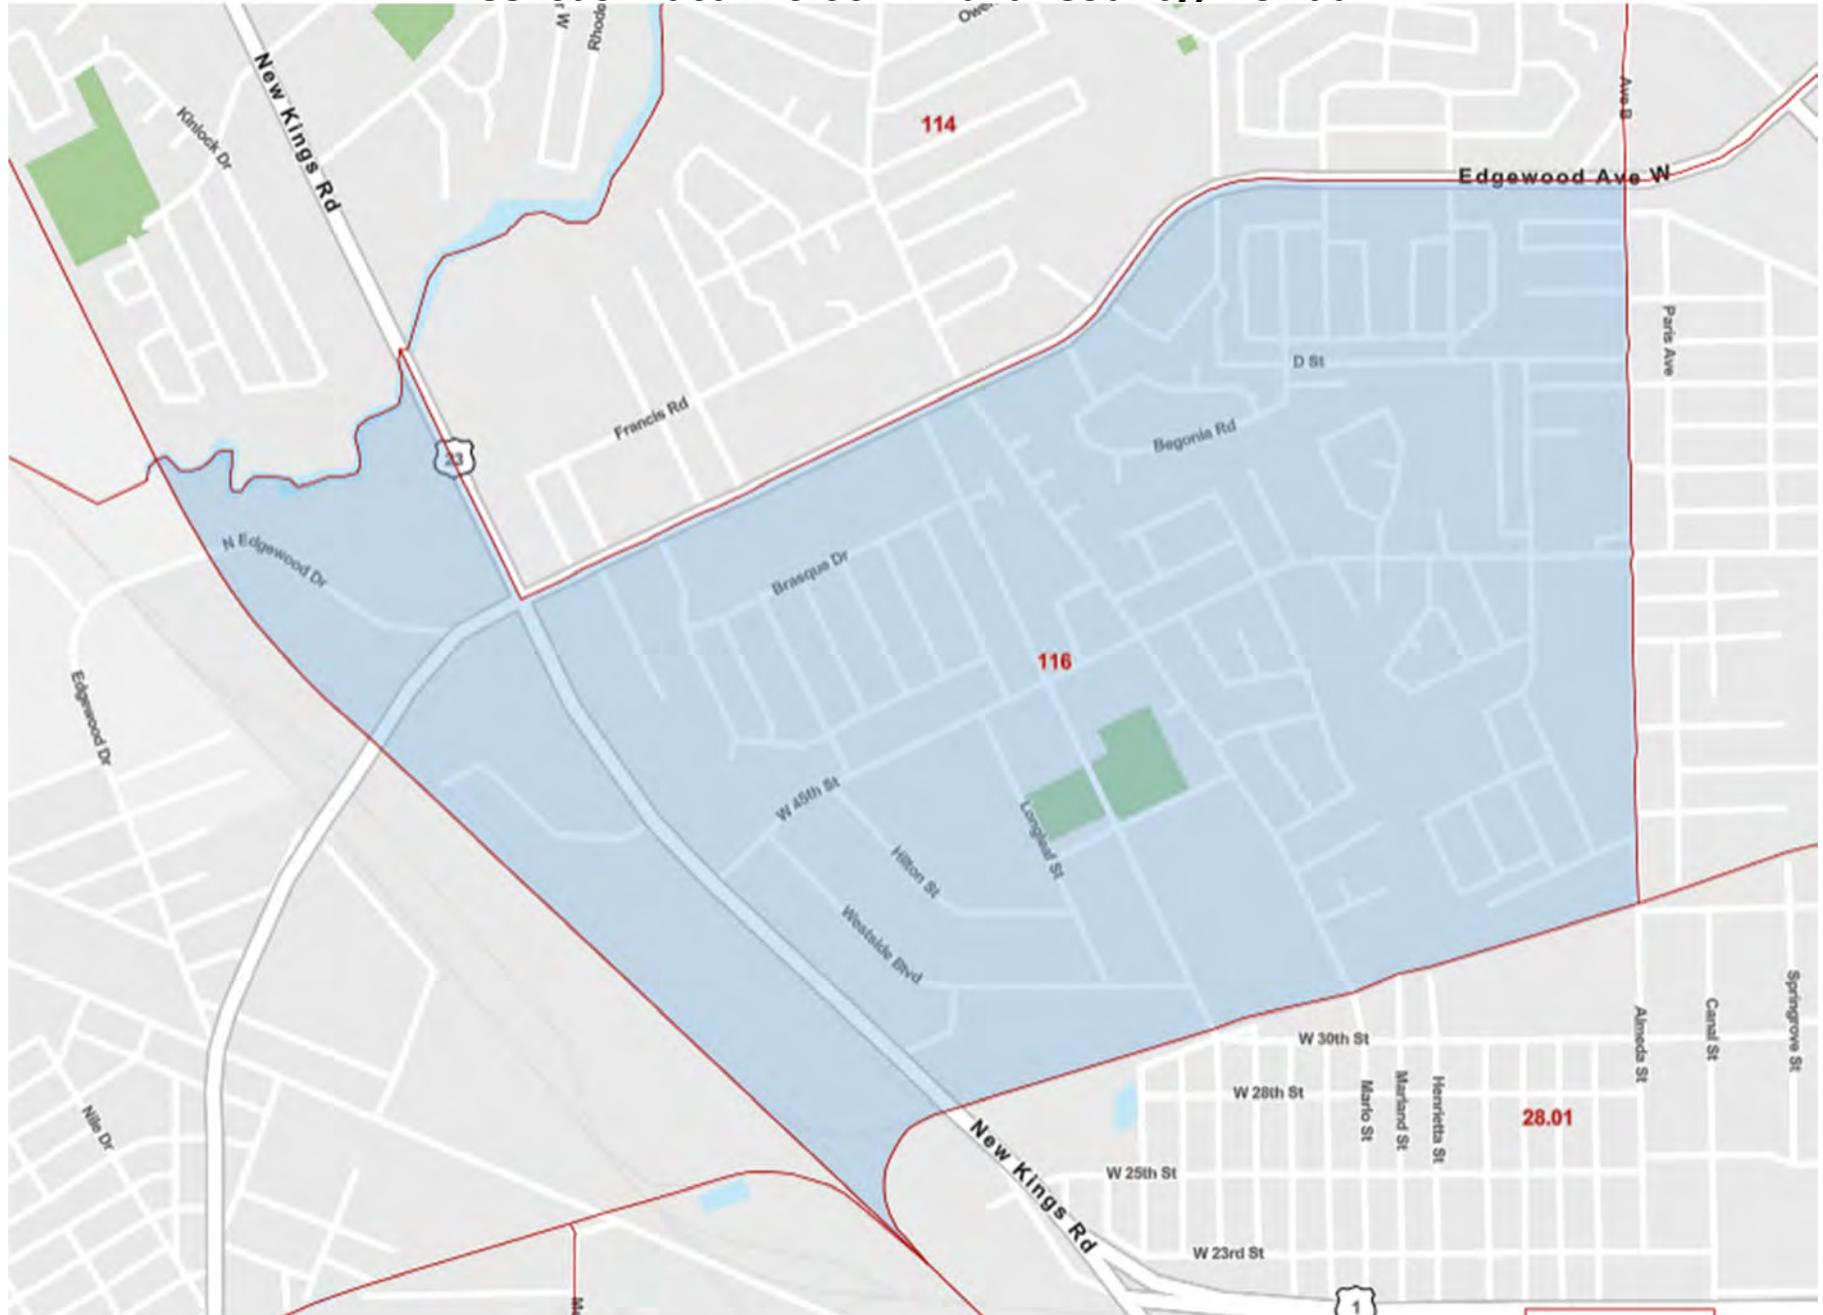 Ave B
New Kings Rd
Kinlock Dr
114
Edgewood Ave W
Paris Ave
D St
Francis Rd
Begonia Rd
23
N Edgewood Dr
Brasque Dr
116
Edgewood Dr
W 45th St
Longleaf St
Hilton St
Westside Blvd
Almeda St
Canal St
Springrove St
W 30th St
W 28th St
Marlo St
Marland St
Henrietta St
28.01
Nile Dr
New Kings Rd
W 25th St
W 23rd St
1